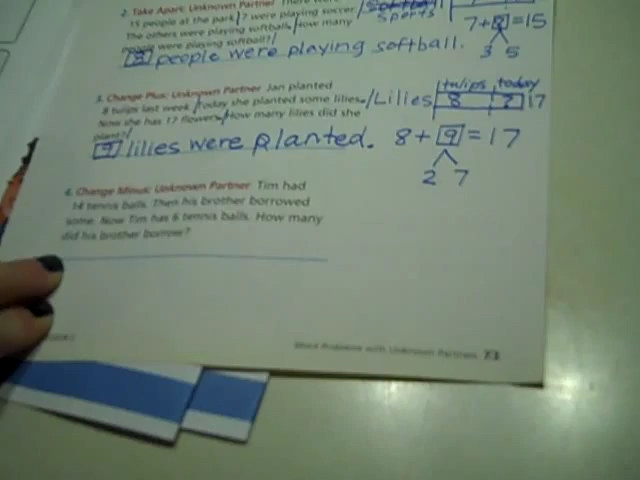 2. Take Apart: Unknown Partner There were
15 people at the park. / 7 were playing soccer. / Softball
sports
The others were playing softball. / How many
people were playing softball? /
7 + 8 = 15
3 5
8 people were playing softball.
3. Change Plus: Unknown Partner Jan planted
8 tulips last week. / Today she planted some lilies. / Lilies
Now she has 17 flowers. / How many lilies did she
plant? /
tulips today
8 ? 17
9 lilies were planted.
8 + 9 = 17
2 7
4. Change Minus: Unknown Partner Tim had
14 tennis balls. Then his brother borrowed
some. Now Tim has 6 tennis balls. How many
did his brother borrow?
Word Problems with Unknown Partners 73